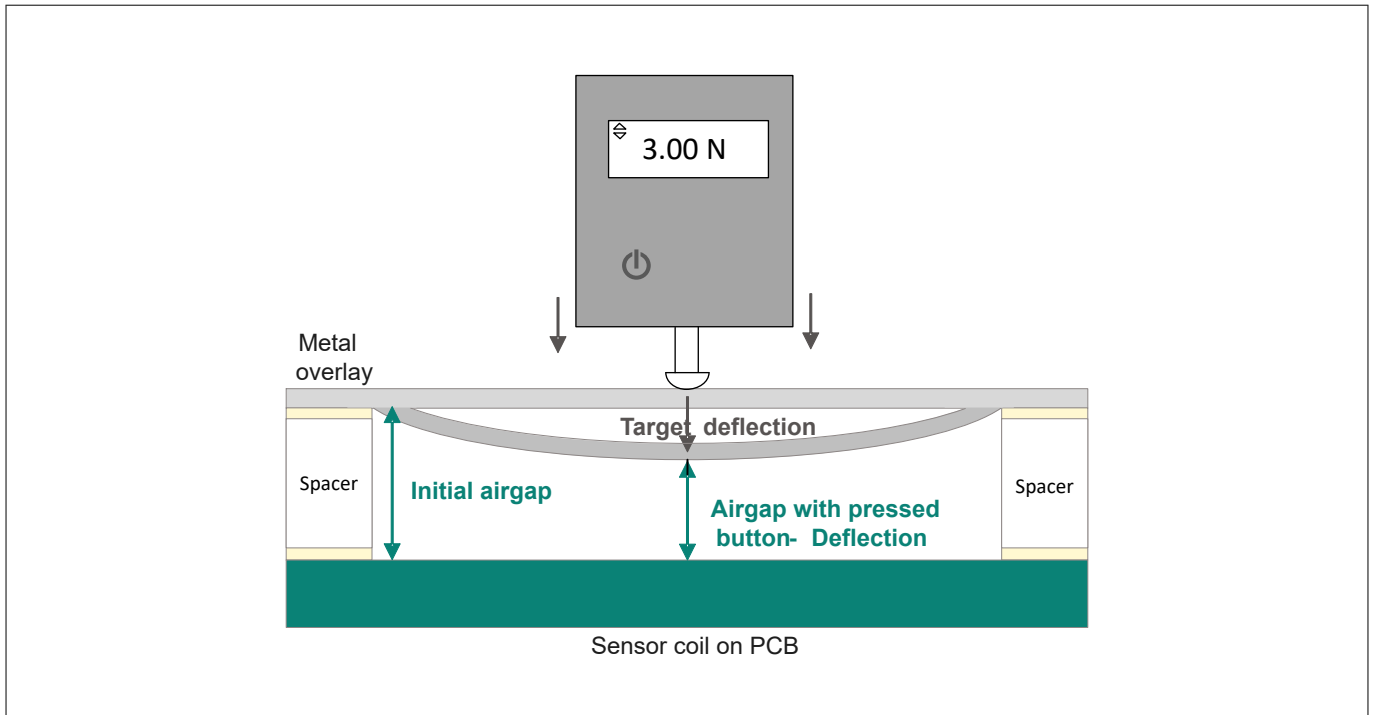 3.00 N
Metal
overlay
Target deflection
Spacer
Initial airgap
Spacer
Airgap with pressed
button- Deflection
Sensor coil on PCB